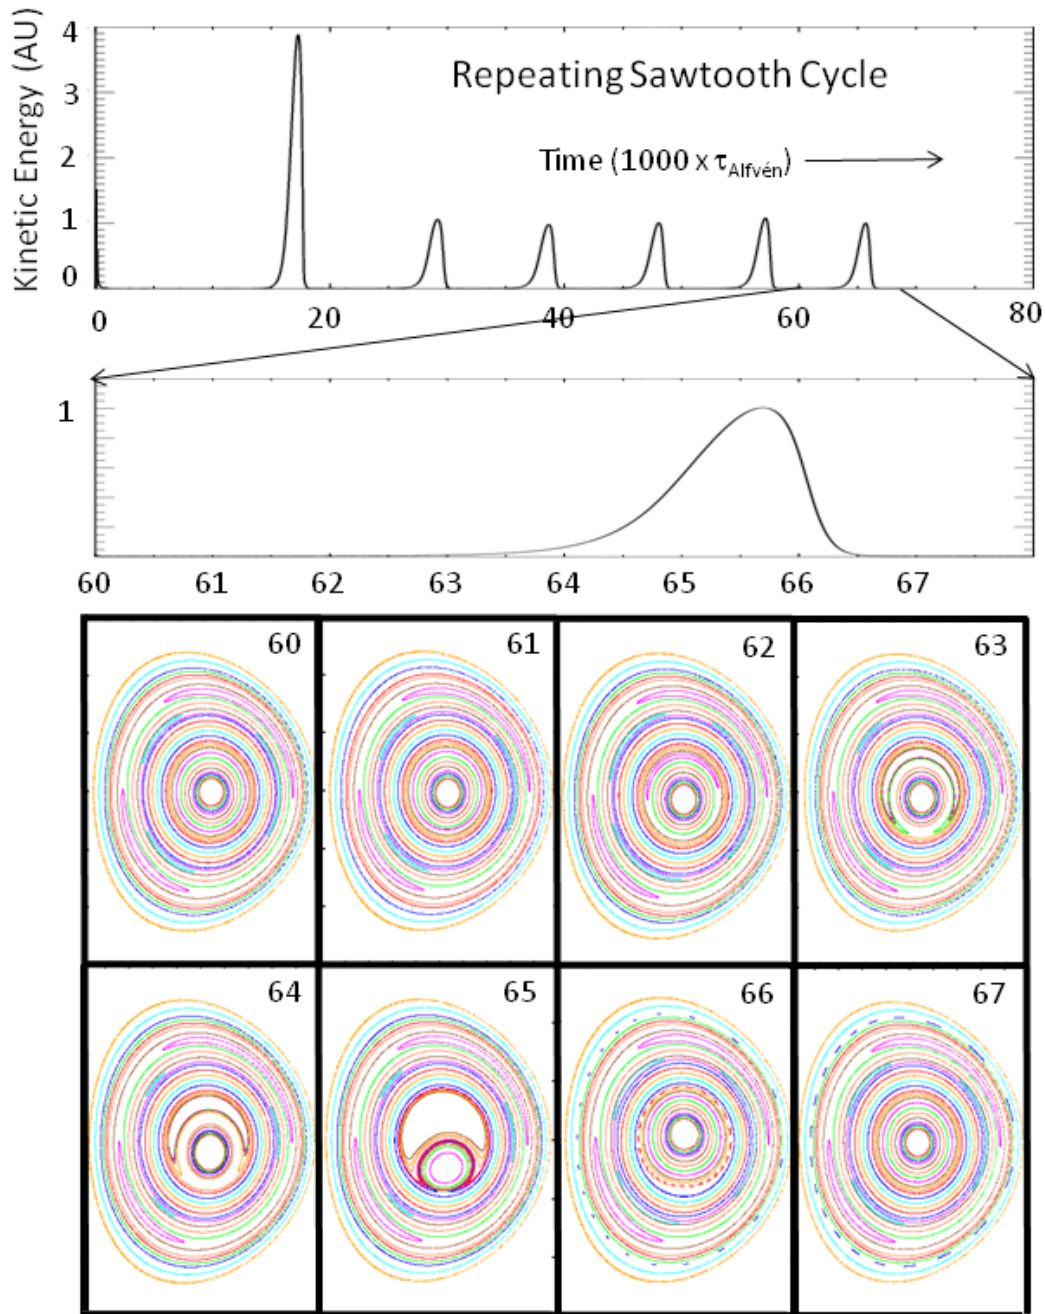 Kinetic Energy (AU)
4
3
2
1
0
Repeating Sawtooth Cycle
Time (1000 x τAlfvén)
0 20 40 60 80
1
60 61 62 63 64 65 66 67
60 61 62 63
64 65 66 67